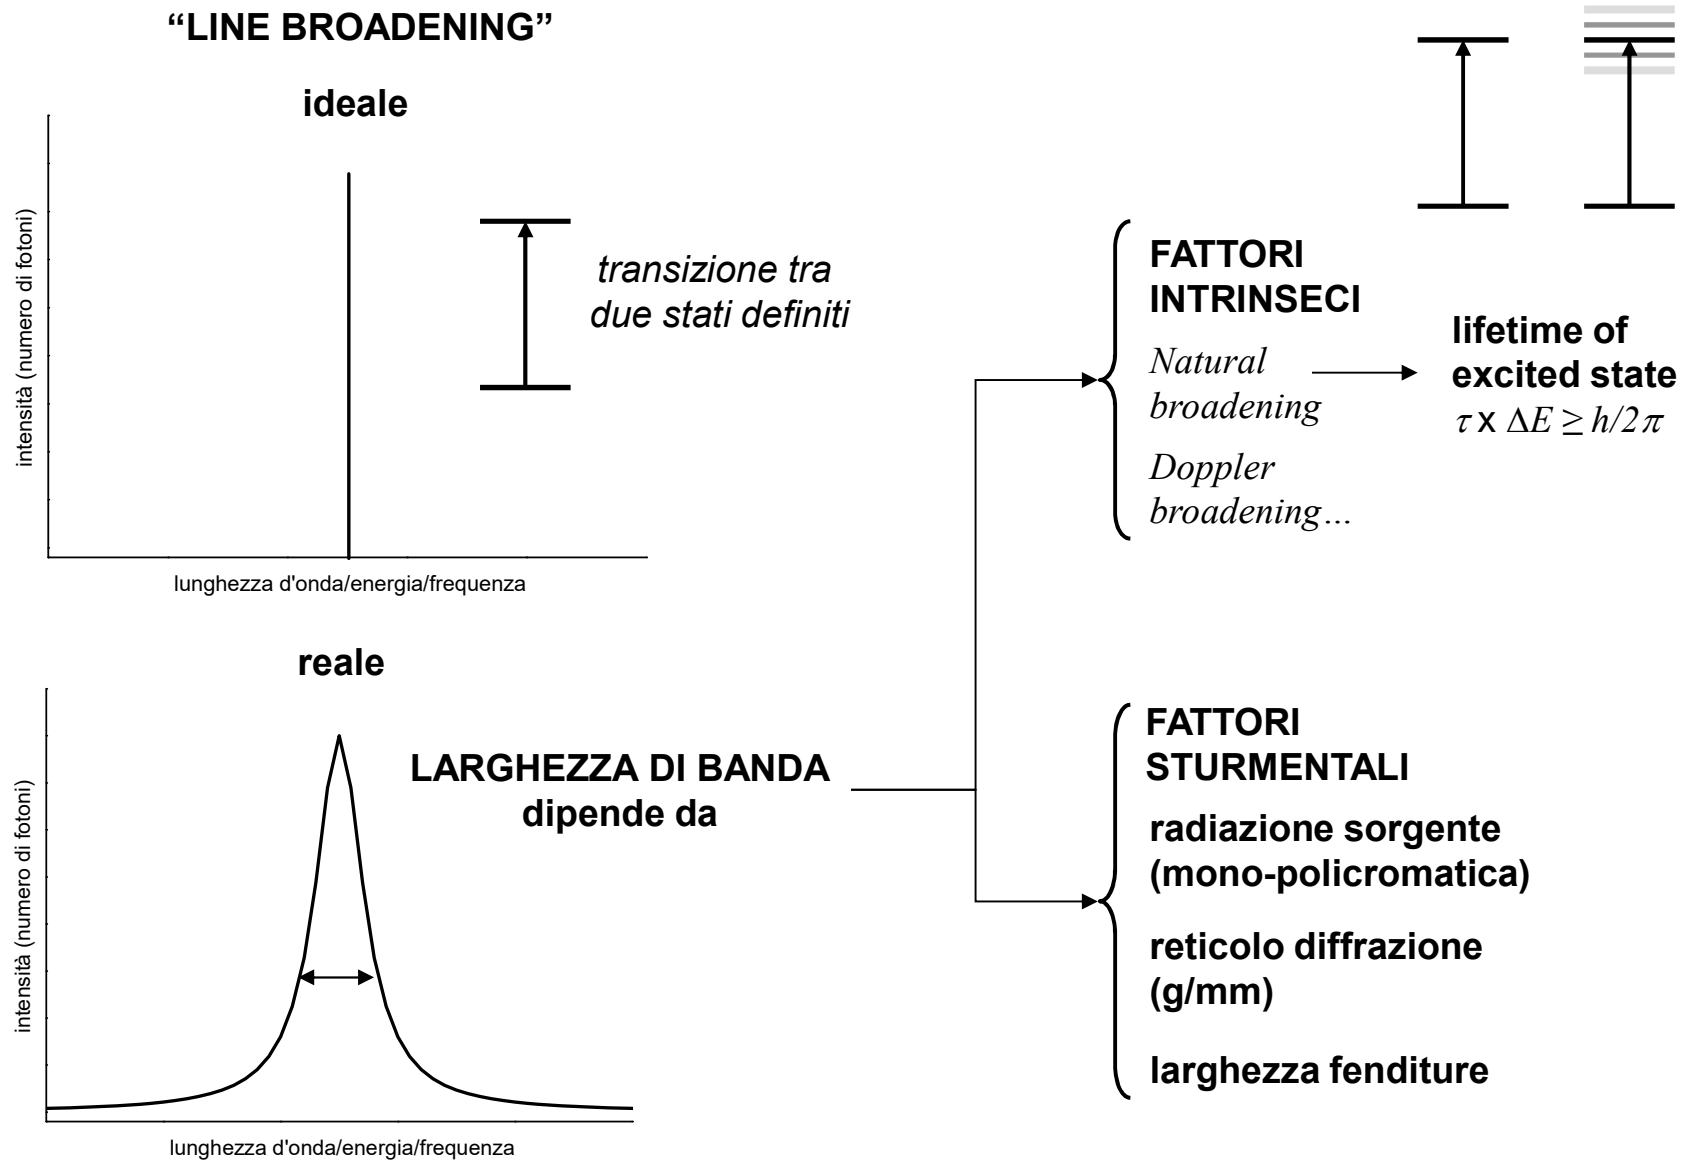 “LINE BROADENING”
ideale
intensità (numero di fotoni)
transizione tra
due stati definiti
lunghezza d'onda/energia/frequenza
reale
intensità (numero di fotoni)
LARGHEZZA DI BANDA
dipende da
lunghezza d'onda/energia/frequenza
FATTORI
INTRINSECI
Natural
broadening
Doppler
broadening...
lifetime of
excited state
τ x ΔE ≥ h/2π
FATTORI
STURMENTALI
radiazione sorgente
(mono-policromatica)
reticolo diffrazione
(g/mm)
larghezza fenditure